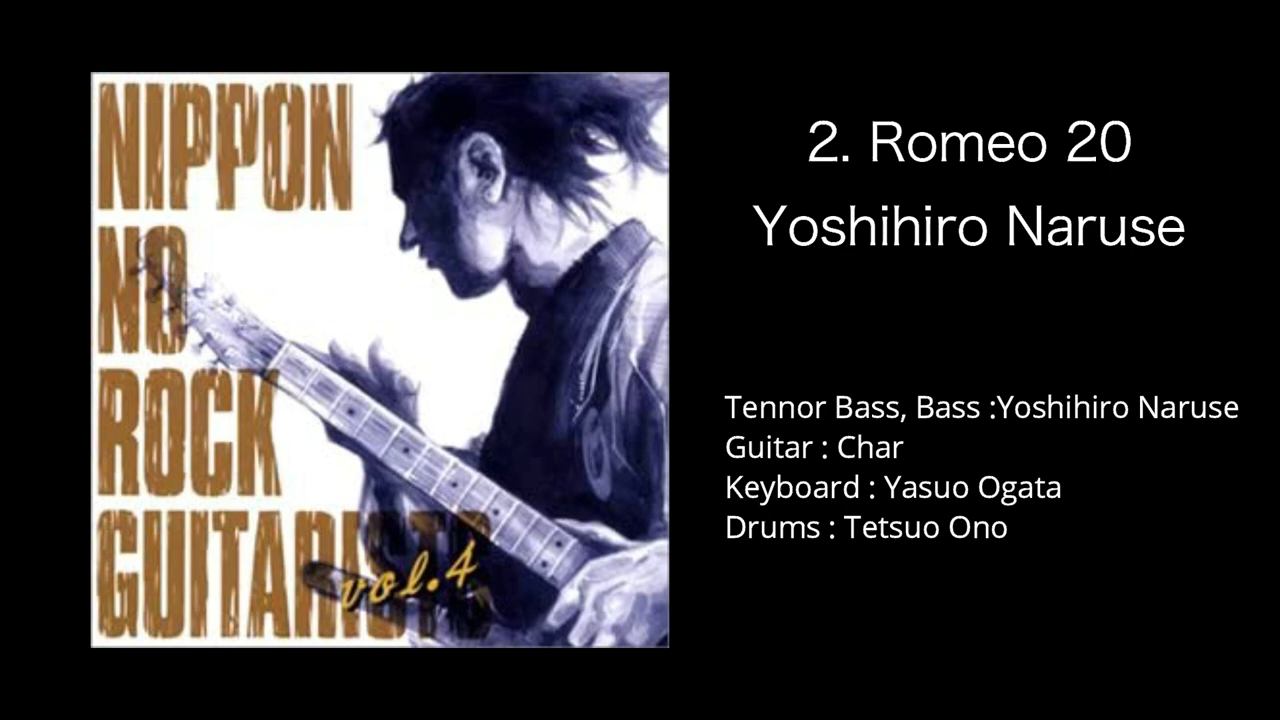 NIPPON
NO
ROCK
GUITARISTS
vol.4
2. Romeo 20
Yoshihiro Naruse
Tennor Bass, Bass :Yoshihiro Naruse
Guitar : Char
Keyboard : Yasuo Ogata
Drums : Tetsuo Ono